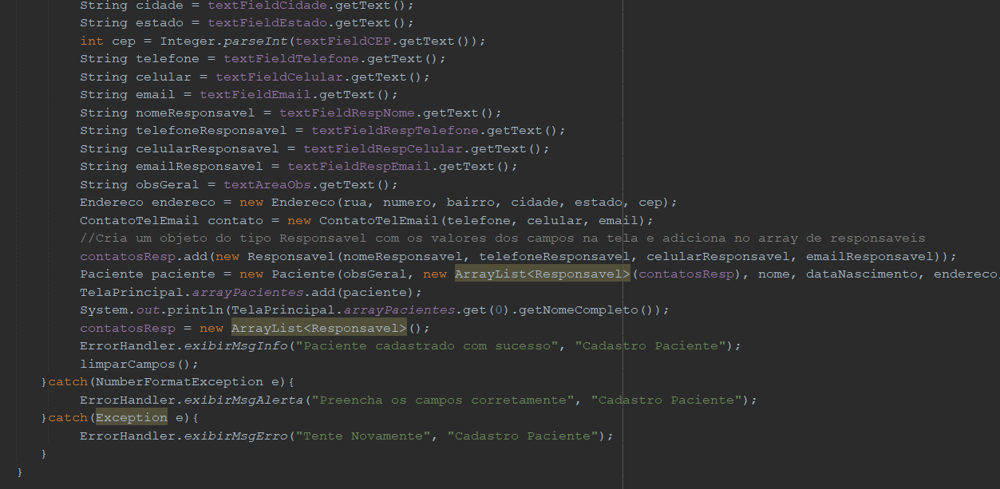 String cidade = textFieldCidade.getText();
String estado = textFieldEstado.getText();
int cep = Integer.parseInt(textFieldCEP.getText());
String telefone = textFieldTelefone.getText();
String celular = textFieldCelular.getText();
String email = textFieldEmail.getText();
String nomeResponsavel = textFieldRespNome.getText();
String telefoneResponsavel = textFieldRespTelefone.getText();
String celularResponsavel = textFieldRespCelular.getText();
String emailResponsavel = textFieldRespEmail.getText();
String obsGeral = textAreaObs.getText();
Endereco endereco = new Endereco(rua, numero, bairro, cidade, estado, cep);
ContatoTelEmail contato = new ContatoTelEmail(telefone, celular, email);
//Cria um objeto do tipo Responsavel com os valores dos campos na tela e adiciona no array de responsaveis
contatosResp.add(new Responsavel(nomeResponsavel, telefoneResponsavel, celularResponsavel, emailResponsavel));
Paciente paciente = new Paciente(obsGeral, new ArrayList<Responsavel>(contatosResp), nome, dataNascimento, endereco,
TelaPrincipal.arrayPacientes.add(paciente);
System.out.println(TelaPrincipal.arrayPacientes.get(0).getNomeCompleto());
contatosResp = new ArrayList<Responsavel>();
ErrorHandler.exibirMsgInfo("Paciente cadastrado com sucesso", "Cadastro Paciente");
limparCampos();
}catch(NumberFormatException e){
ErrorHandler.exibirMsgAlerta("Preencha os campos corretamente", "Cadastro Paciente");
}catch(Exception e){
ErrorHandler.exibirMsgErro("Tente Novamente", "Cadastro Paciente");
}
}